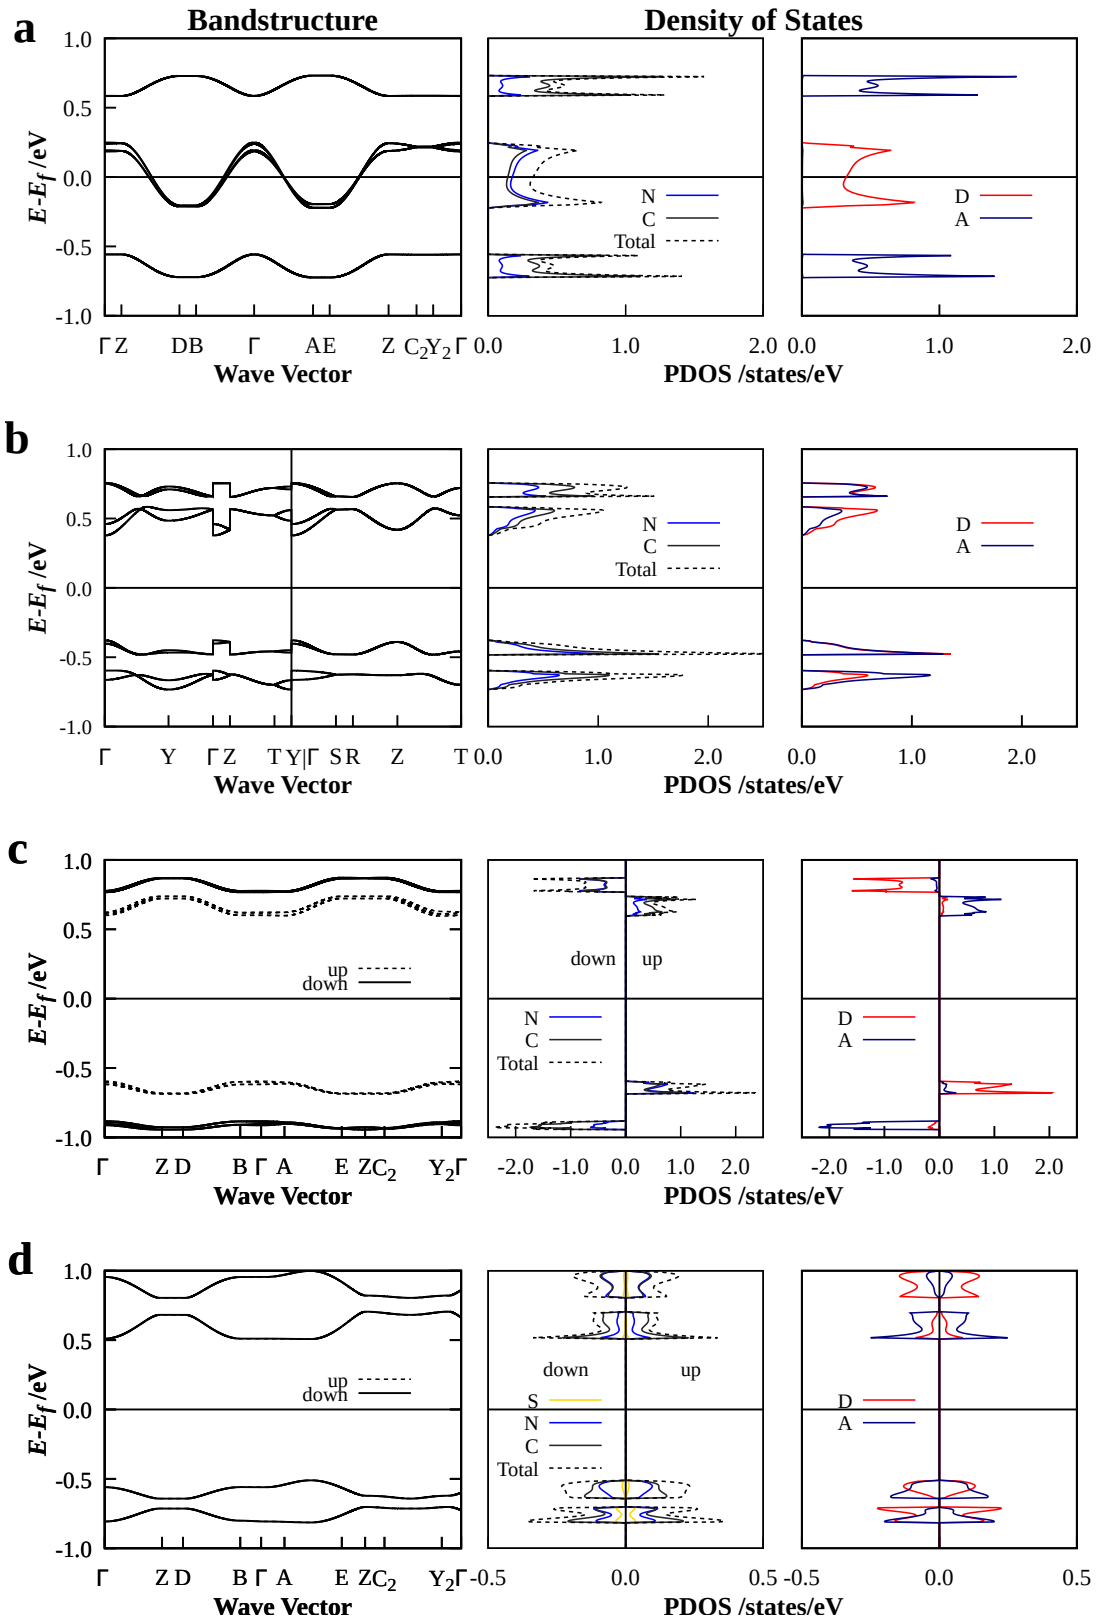 Bandstructure
Density of States
a
1.0
0.5
0.0
-0.5
-1.0
E-Ef /eV
N
C
Total
D
A
Γ Z D B Γ A E Z C2 Y2 Γ
0.0 1.0 2.0
0.0 1.0 2.0
Wave Vector
PDOS /states/eV
b
1.0
0.5
0.0
-0.5
-1.0
E-Ef /eV
N
C
Total
D
A
Γ Y Γ Z T Y|Γ S R Z T
0.0 1.0 2.0
0.0 1.0 2.0
Wave Vector
PDOS /states/eV
c
1.0
0.5
0.0
-0.5
-1.0
E-Ef /eV
up
down
down up
N
C
Total
D
A
Γ Z D B Γ A E Z C2 Y2 Γ
-2.0 -1.0 0.0 1.0 2.0
-2.0 -1.0 0.0 1.0 2.0
Wave Vector
PDOS /states/eV
d
1.0
0.5
0.0
-0.5
-1.0
E-Ef /eV
up
down
down up
S
N
C
Total
D
A
Γ Z D B Γ A E Z C2 Y2 Γ
-0.5 0.0 0.5
-0.5 0.0 0.5
Wave Vector
PDOS /states/eV